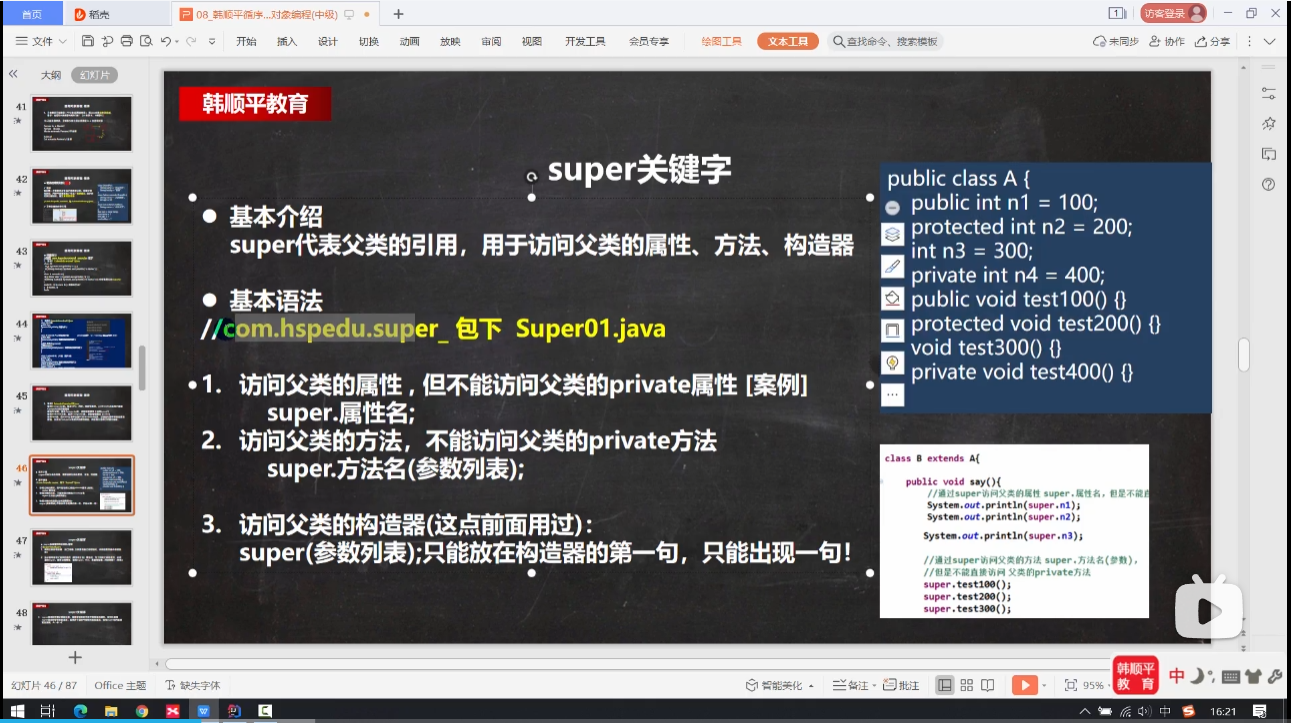 首页
稻壳
08_韩顺平循序...对象编程(中级)
访客登录
文件
开始 插入 设计 切换 动画 放映 审阅 视图 开发工具 会员专享 绘图工具 文本工具 查找命令、搜索模板
未同步 协作 分享
大纲 幻灯片
41
42
43
44
45
46
47
48
韩顺平教育
super关键字
基本介绍
super代表父类的引用，用于访问父类的属性、方法、构造器
基本语法
//com.hspedu.super_ 包下 Super01.java
1. 访问父类的属性 , 但不能访问父类的private属性 [案例]
super.属性名;
2. 访问父类的方法，不能访问父类的private方法
super.方法名(参数列表);
3. 访问父类的构造器(这点前面用过)：
super(参数列表);只能放在构造器的第一句，只能出现一句！
public class A {
public int n1 = 100;
protected int n2 = 200;
int n3 = 300;
private int n4 = 400;
public void test100() {}
protected void test200() {}
void test300() {}
private void test400() {}
class B extends A{
public void say(){
//通过super访问父类的属性 super.属性名，但是不能直
System.out.println(super.n1);
System.out.println(super.n2);
System.out.println(super.n3);
//通过super访问父类的方法 super.方法名(参数)，
//但是不能直接访问 父类的private方法
super.test100();
super.test200();
super.test300();
幻灯片 46 / 87 Office 主题 缺失字体
智能美化 备注 批注 95%
韩顺平
教 育
中
中 16:21